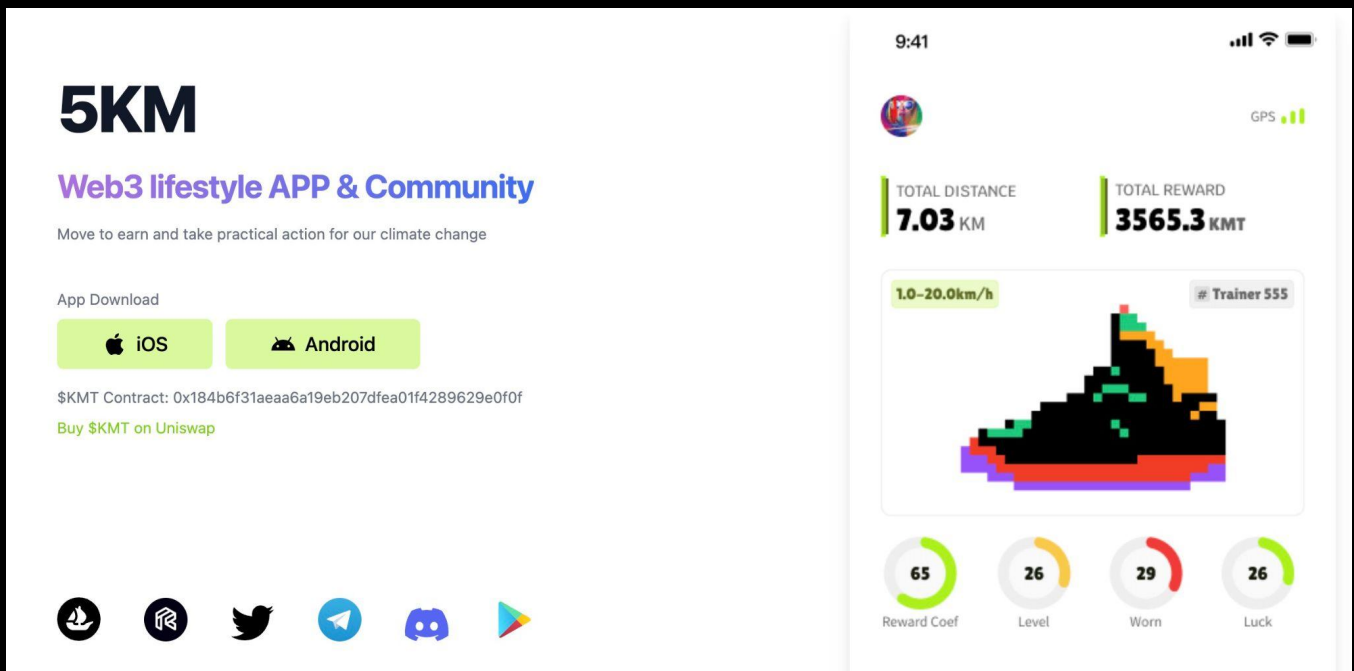 5KM
Web3 lifestyle APP & Community
Move to earn and take practical action for our climate change
App Download
iOS
Android
$KMT Contract: 0x184b6f31aeaa6a19eb207dfea01f4289629e0f0f
Buy $KMT on Uniswap
9:41
GPS
TOTAL DISTANCE
7.03 KM
TOTAL REWARD
3565.3 KMT
1.0-20.0km/h
# Trainer 555
65
Reward Coef
26
Level
29
Worn
26
Luck